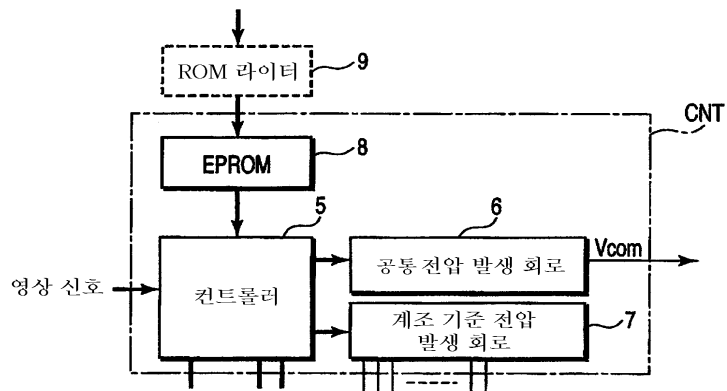 ROM 라이터
9
CNT
EPROM
8
5
6
Vcom
영상 신호
컨트롤러
공통 전압 발생 회로
계조 기준 전압
발생 회로
7